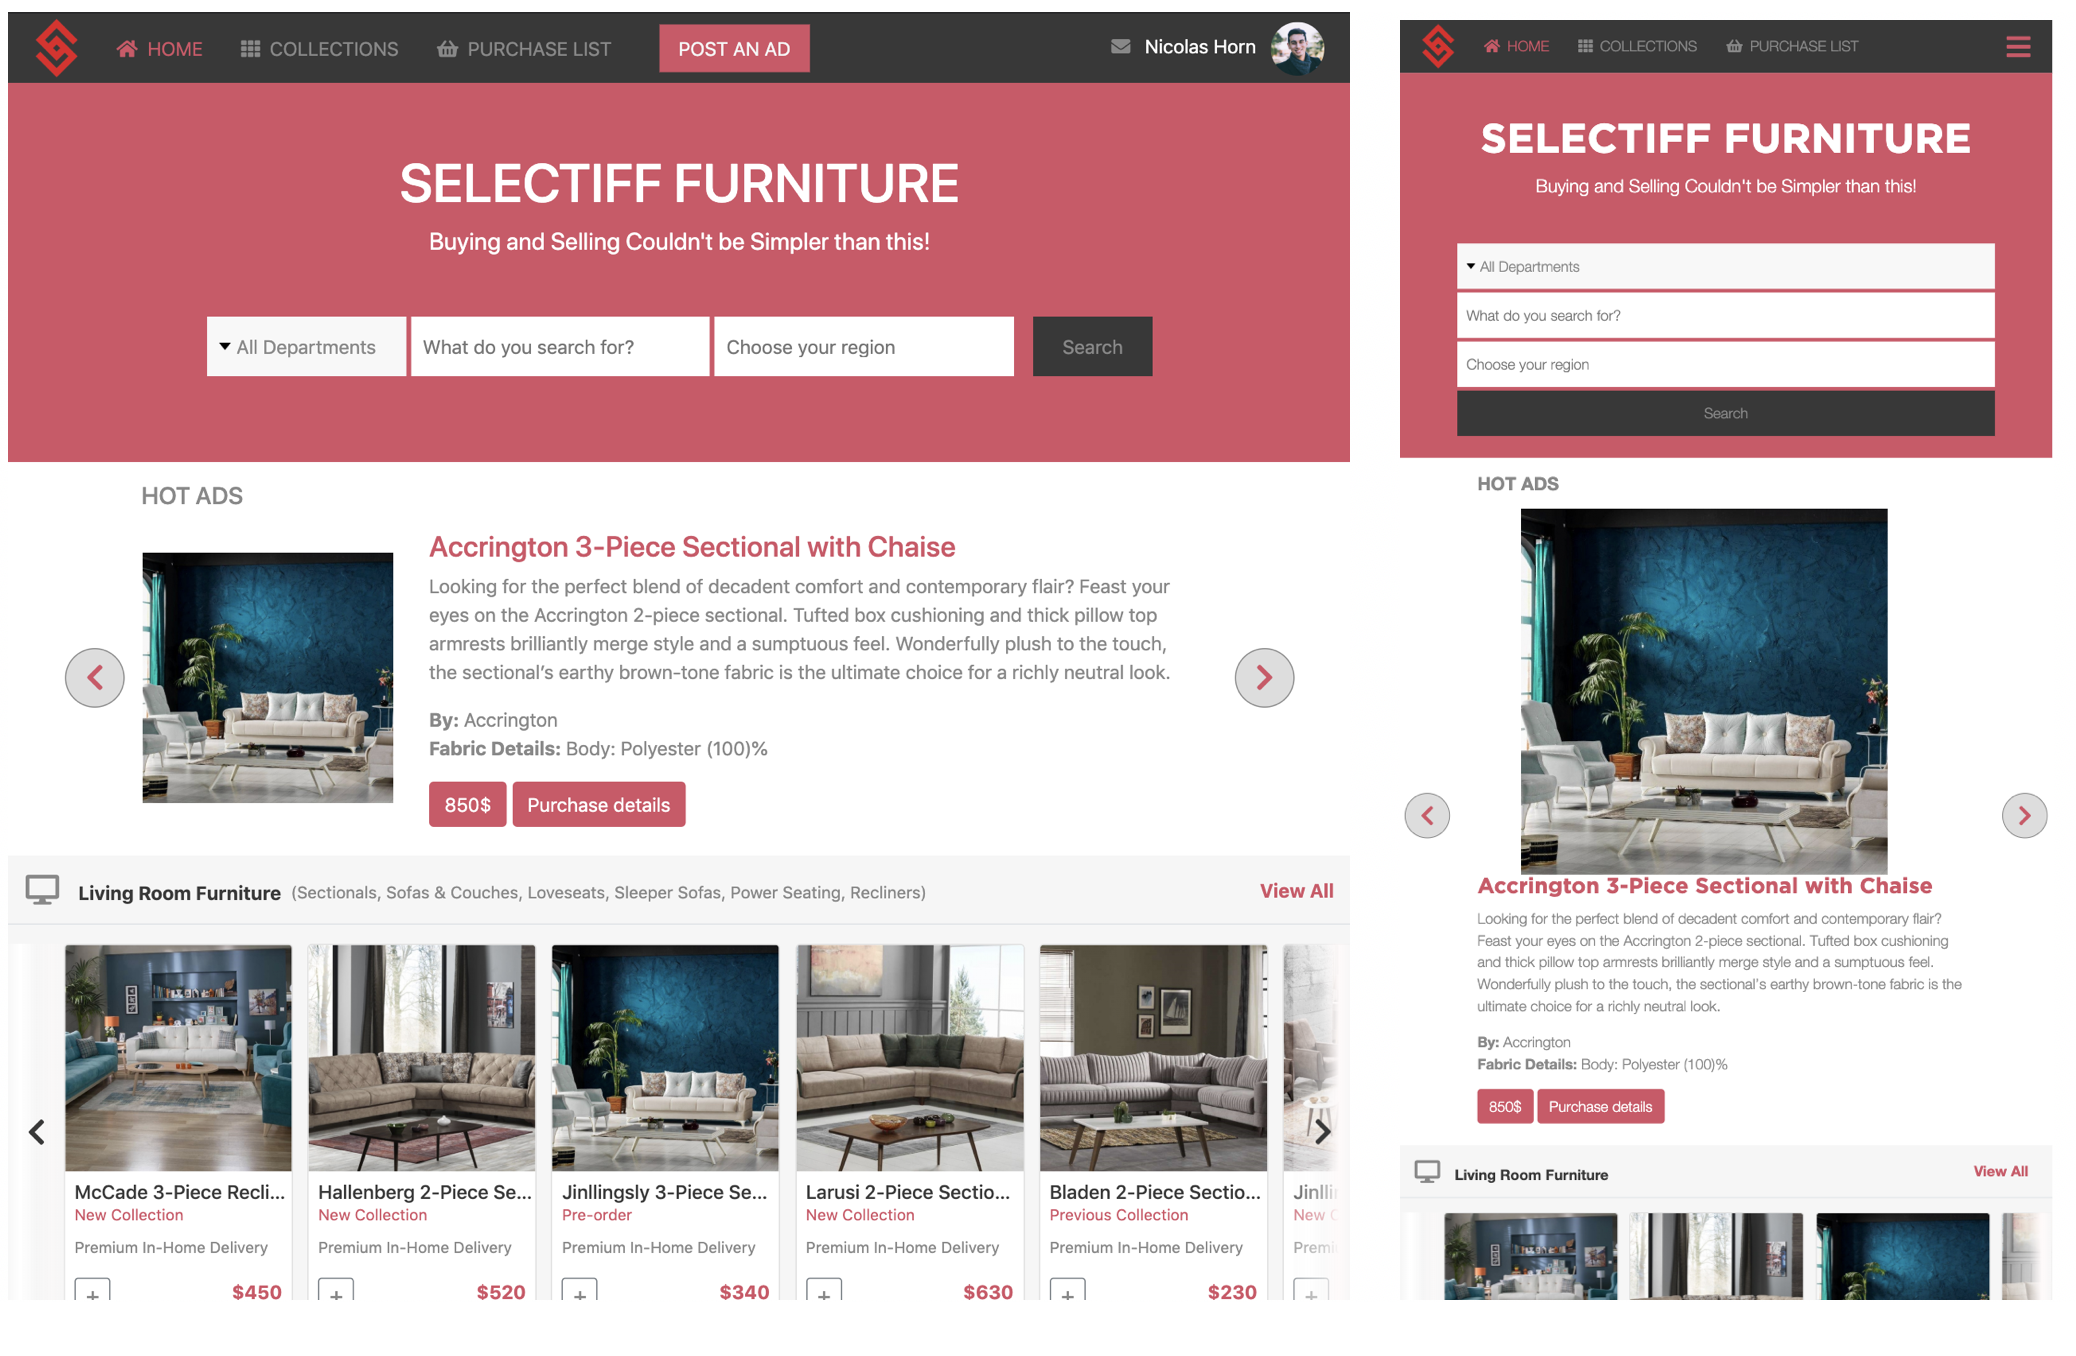 HOME
COLLECTIONS
PURCHASE LIST
POST AN AD
Nicolas Horn
SELECTIFF FURNITURE
Buying and Selling Couldn't be Simpler than this!
All Departments
What do you search for?
Choose your region
Search
HOT ADS
Accrington 3-Piece Sectional with Chaise
Looking for the perfect blend of decadent comfort and contemporary flair? Feast your
eyes on the Accrington 2-piece sectional. Tufted box cushioning and thick pillow top
armrests brilliantly merge style and a sumptuous feel. Wonderfully plush to the touch,
the sectional’s earthy brown-tone fabric is the ultimate choice for a richly neutral look.
By: Accrington
Fabric Details: Body: Polyester (100)%
850$
Purchase details
Living Room Furniture (Sectionals, Sofas & Couches, Loveseats, Sleeper Sofas, Power Seating, Recliners)
View All
McCade 3-Piece Recli...
New Collection
Premium In-Home Delivery
+ $450
Hallenberg 2-Piece Se...
New Collection
Premium In-Home Delivery
+ $520
Jinllingsly 3-Piece Se...
Pre-order
Premium In-Home Delivery
+ $340
Larusi 2-Piece Sectio...
New Collection
Premium In-Home Delivery
+ $630
Bladen 2-Piece Sectio...
Previous Collection
Premium In-Home Delivery
+ $230
Jinlli
New C
Premi
+
HOME
COLLECTIONS
PURCHASE LIST
SELECTIFF FURNITURE
Buying and Selling Couldn't be Simpler than this!
All Departments
What do you search for?
Choose your region
Search
HOT ADS
Accrington 3-Piece Sectional with Chaise
Looking for the perfect blend of decadent comfort and contemporary flair?
Feast your eyes on the Accrington 2-piece sectional. Tufted box cushioning
and thick pillow top armrests brilliantly merge style and a sumptuous feel.
Wonderfully plush to the touch, the sectional’s earthy brown-tone fabric is the
ultimate choice for a richly neutral look.
By: Accrington
Fabric Details: Body: Polyester (100)%
850$
Purchase details
Living Room Furniture
View All